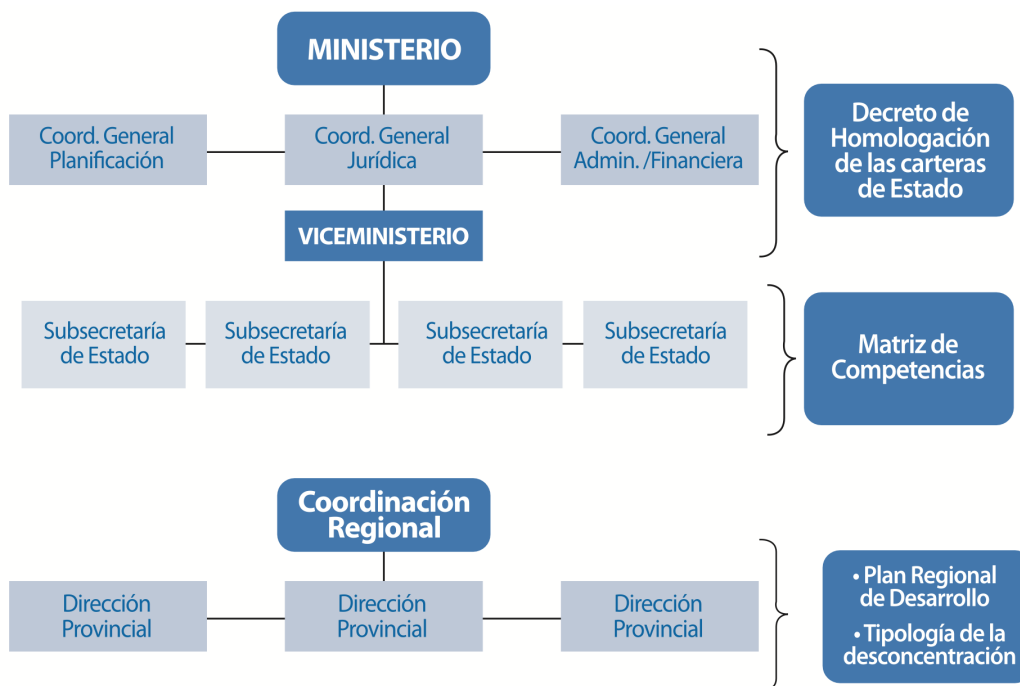 MINISTERIO
Coord. General
Planificación
Coord. General
Jurídica
Coord. General
Admin. /Financiera
VICEMINISTERIO
Decreto de
Homologación
de las carteras
de Estado
Subsecretaría
de Estado
Subsecretaría
de Estado
Subsecretaría
de Estado
Subsecretaría
de Estado
Matriz de
Competencias
Coordinación
Regional
Dirección
Provincial
Dirección
Provincial
Dirección
Provincial
• Plan Regional
de Desarrollo
• Tipología de la
desconcentración